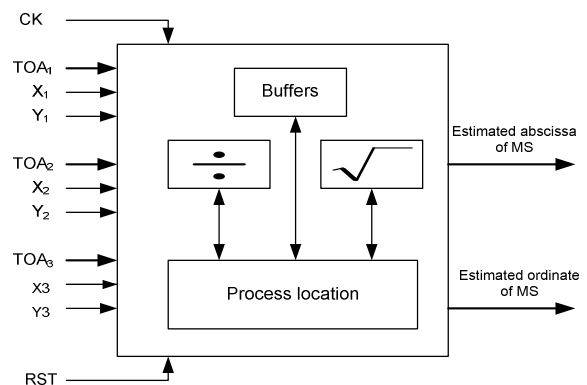 CK
TOA1
X1
Y1
TOA2
X2
Y2
TOA3
X3
Y3
RST
Buffers
÷
√
Process location
Estimated abscissa
of MS
Estimated ordinate
of MS